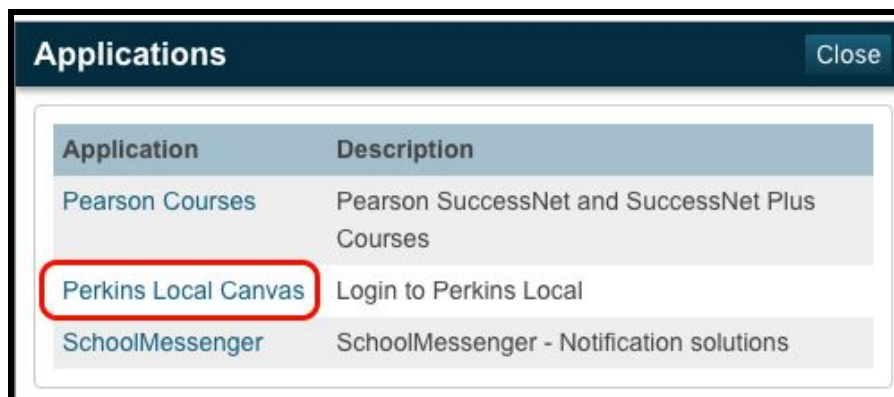 Applications Close
Application Description
Pearson Courses Pearson SuccessNet and SuccessNet Plus
Courses
Perkins Local Canvas Login to Perkins Local
SchoolMessenger SchoolMessenger - Notification solutions